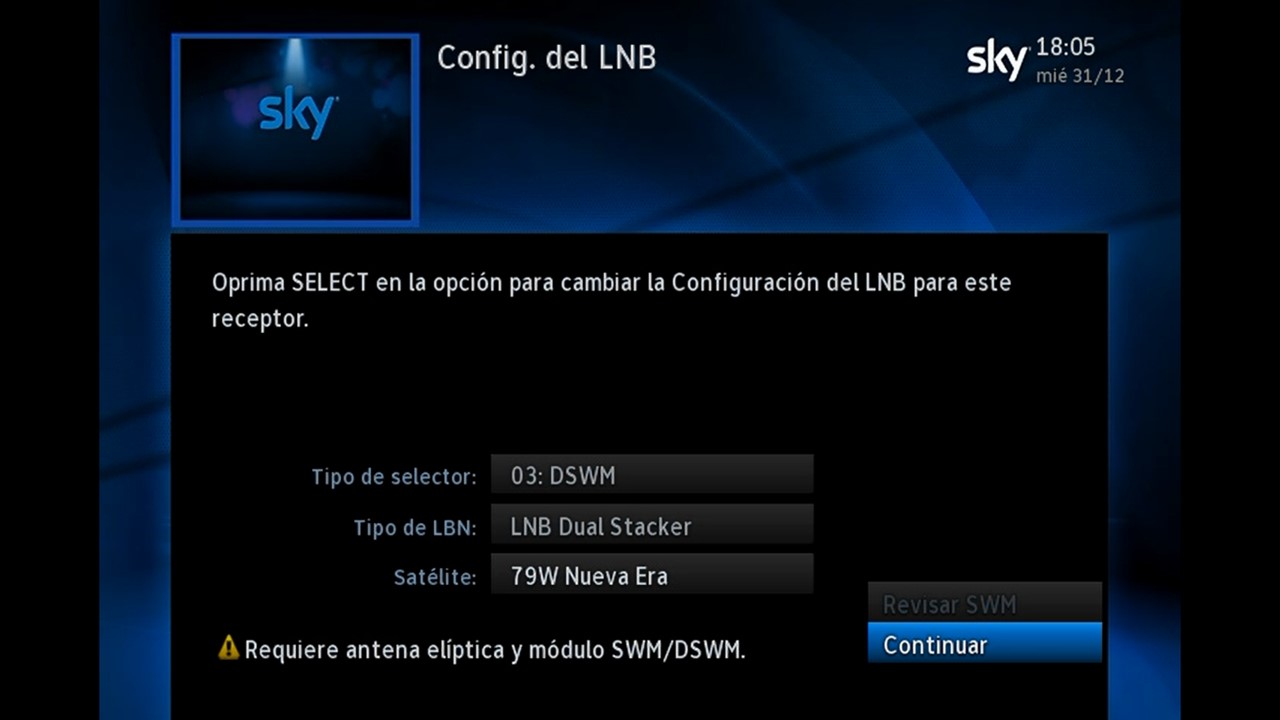 sky
Config. del LNB
sky 18:05
mié 31/12
Oprima SELECT en la opción para cambiar la Configuración del LNB para este
receptor.
Tipo de selector: 03: DSWM
Tipo de LBN: LNB Dual Stacker
Satélite: 79W Nueva Era
Revisar SWM
Requiere antena elíptica y módulo SWM/DSWM.
Continuar